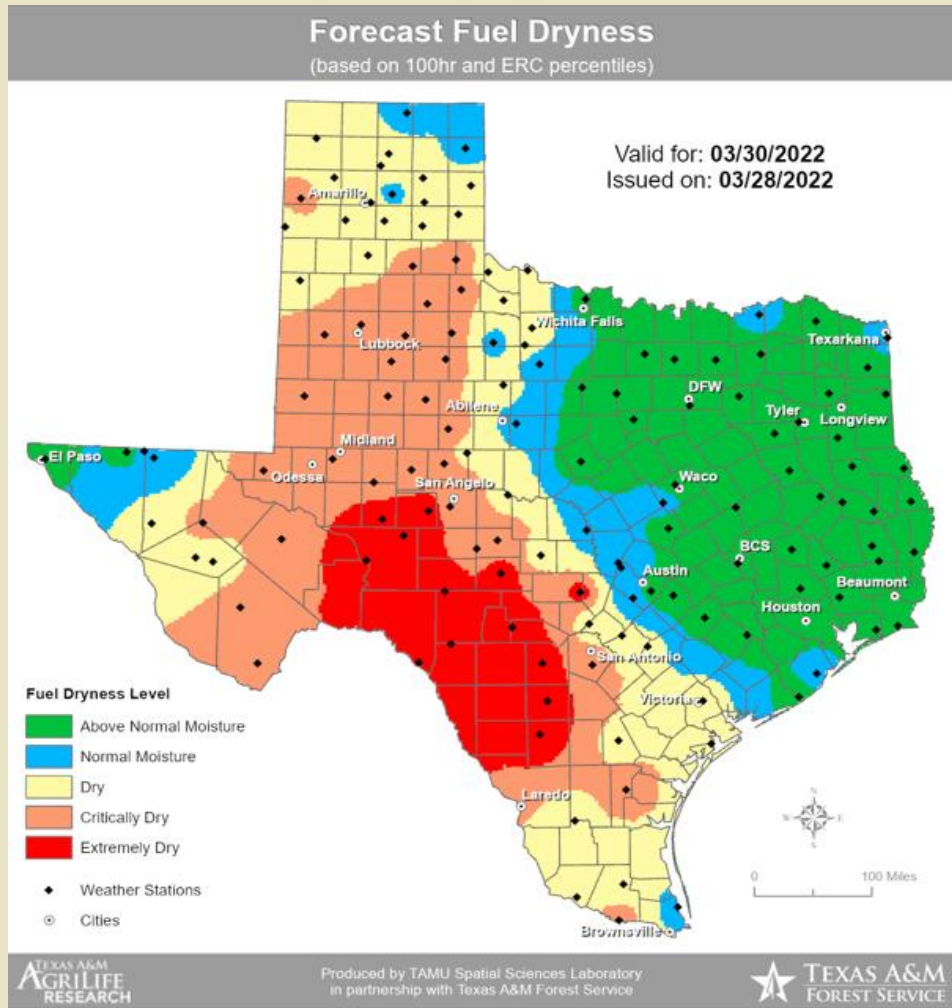 Forecast Fuel Dryness
(based on 100hr and ERC percentiles)
Valid for: 03/30/2022
Issued on: 03/28/2022
Amarillo
Wichita Falls
Texarkana
Lubbock
DFW
Abilene
Tyler
Longview
El Paso
Midland
Odessa
San Angelo
Waco
BCS
Austin
Beaumont
Houston
San Antonio
Victoria
Laredo
Brownsville
Fuel Dryness Level
Above Normal Moisture
Normal Moisture
Dry
Critically Dry
Extremely Dry
Weather Stations
Cities
N
W
E
S
0 100 Miles
TEXAS A&M
AGRILIFE
RESEARCH
Produced by TAMU Spatial Sciences Laboratory
in partnership with Texas A&M Forest Service
TEXAS A&M
FOREST SERVICE